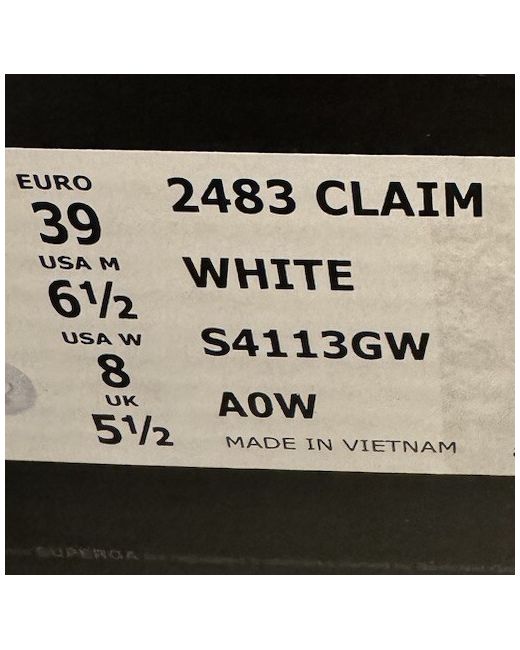 EURO
39
USA M
6½
USA W
8
UK
5½
2483 CLAIM
WHITE
S4113GW
A0W
MADE IN VIETNAM
SUPERGA